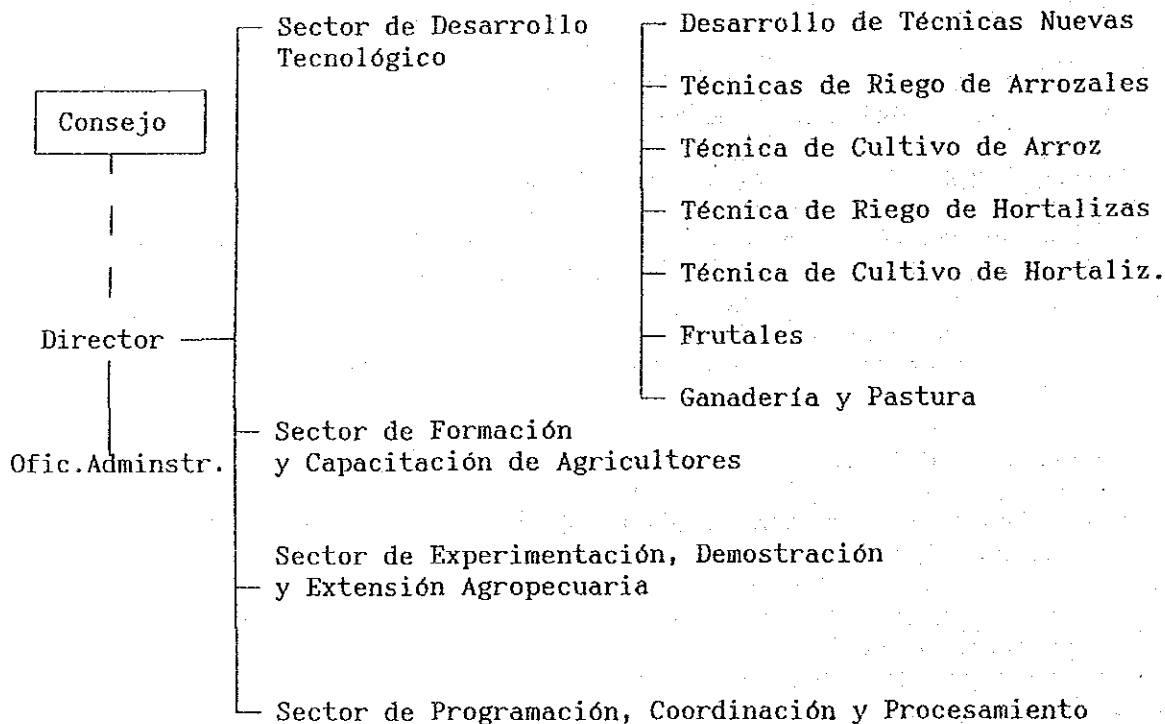 Consejo
Director
Ofic.Adminstr.
Sector de Desarrollo
Tecnológico
Desarrollo de Técnicas Nuevas
Técnicas de Riego de Arrozales
Técnica de Cultivo de Arroz
Técnica de Riego de Hortalizas
Técnica de Cultivo de Hortaliz.
Frutales
Ganadería y Pastura
Sector de Formación
y Capacitación de Agricultores
Sector de Experimentación, Demostración
y Extensión Agropecuaria
Sector de Programación, Coordinación y Procesamiento